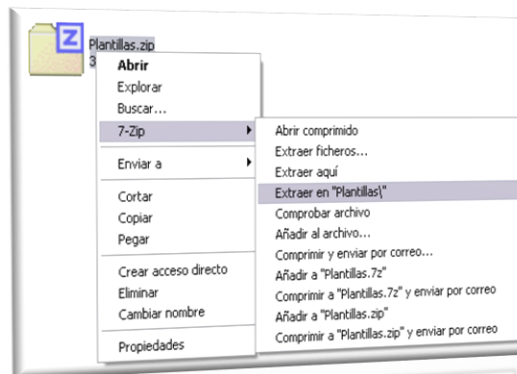 Z
Plantillas.zip
3
Abrir
Explorar
Buscar...
7-Zip
Enviar a
Cortar
Copiar
Pegar
Crear acceso directo
Eliminar
Cambiar nombre
Propiedades
Abrir comprimido
Extraer ficheros...
Extraer aquí
Extraer en "Plantillas\"
Comprobar archivo
Añadir al archivo...
Comprimir y enviar por correo...
Añadir a "Plantillas.7z"
Comprimir a "Plantillas.7z" y enviar por correo
Añadir a "Plantillas.zip"
Comprimir a "Plantillas.zip" y enviar por correo